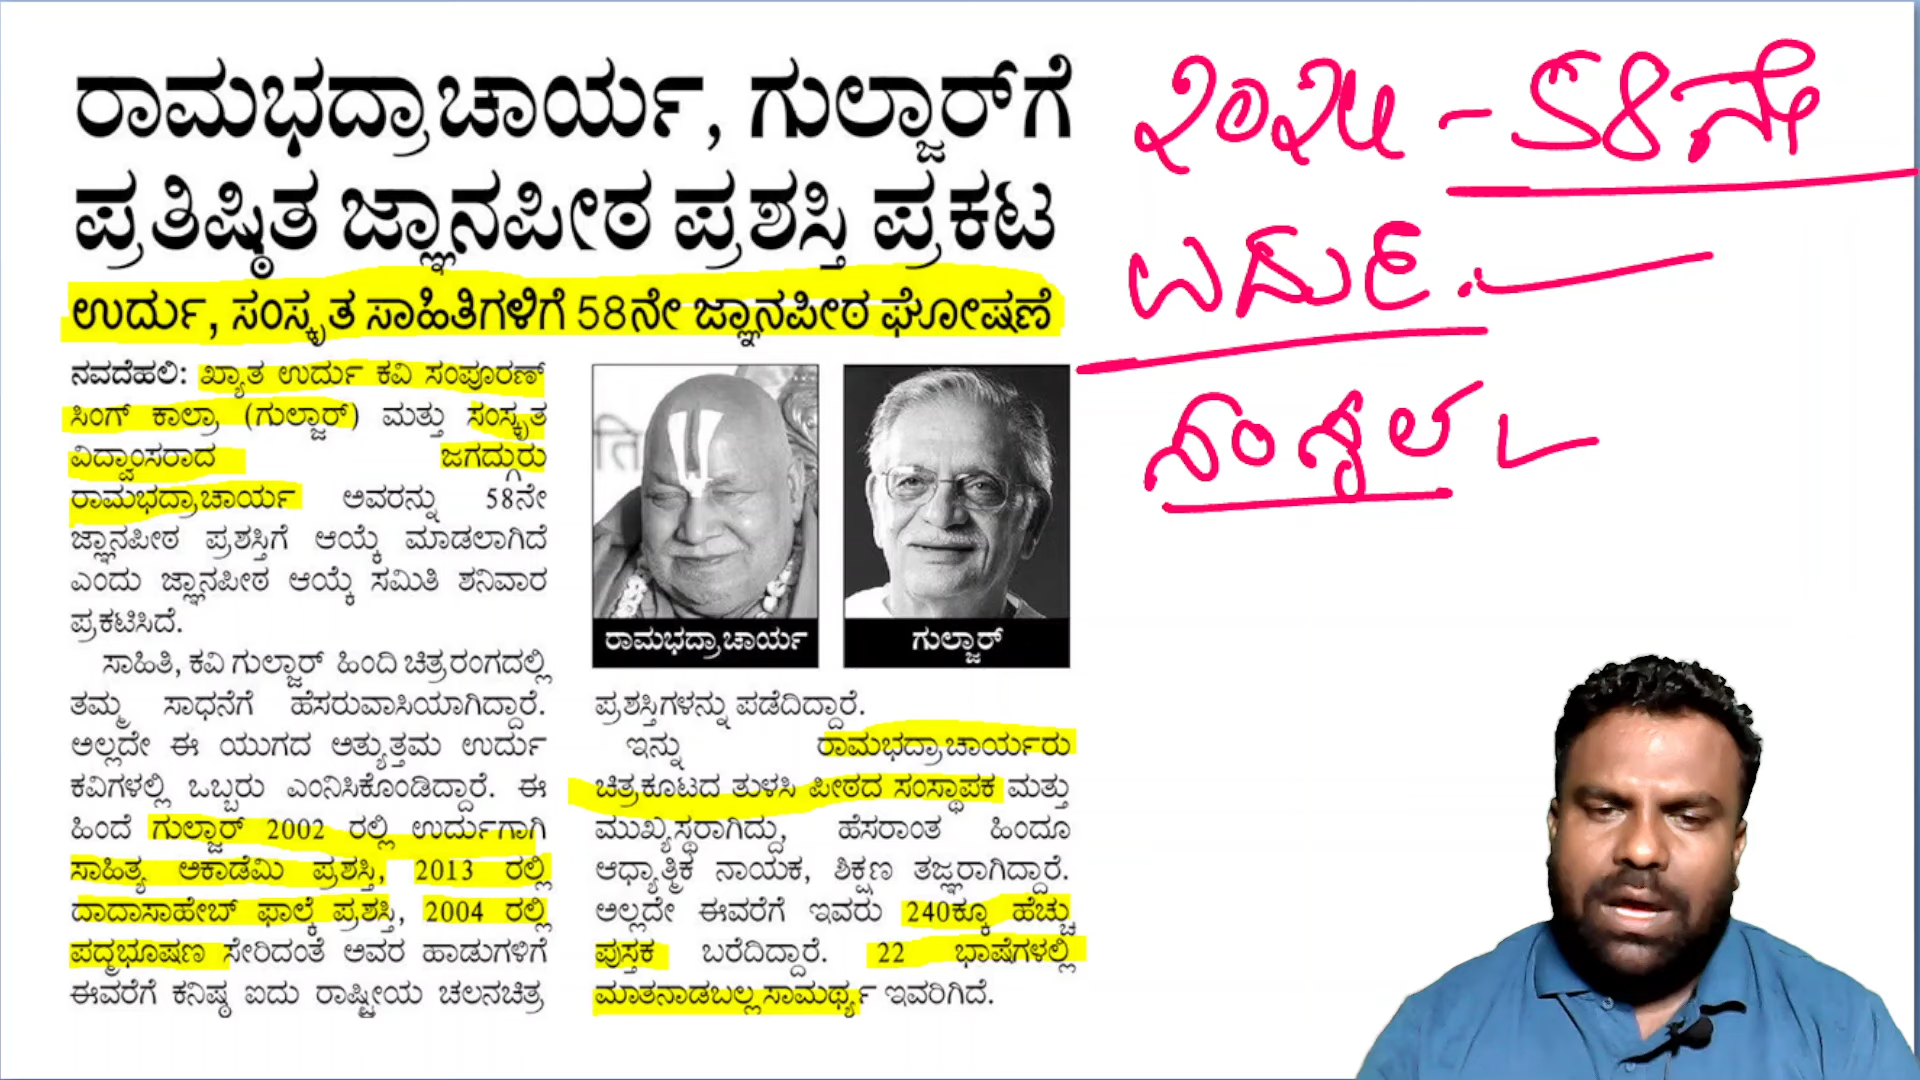 ರಾಮಭದ್ರಾಚಾರ್ಯ, ಗುಲ್ಜಾರ್‌ಗೆ
ಪ್ರತಿಷ್ಠಿತ ಜ್ಞಾನಪೀಠ ಪ್ರಶಸ್ತಿ ಪ್ರಕಟ
ಉರ್ದು, ಸಂಸ್ಕೃತ ಸಾಹಿತಿಗಳಿಗೆ 58ನೇ ಜ್ಞಾನಪೀಠ ಘೋಷಣೆ
ನವದೆಹಲಿ: ಖ್ಯಾತ ಉರ್ದು ಕವಿ ಸಂಪೂರಣ್
ಸಿಂಗ್ ಕಾಲ್ರಾ (ಗುಲ್ಜಾರ್) ಮತ್ತು ಸಂಸ್ಕೃತ
ವಿದ್ವಾಂಸರಾದ ಜಗದ್ಗುರು
ರಾಮಭದ್ರಾಚಾರ್ಯ ಅವರನ್ನು 58ನೇ
ಜ್ಞಾನಪೀಠ ಪ್ರಶಸ್ತಿಗೆ ಆಯ್ಕೆ ಮಾಡಲಾಗಿದೆ
ಎಂದು ಜ್ಞಾನಪೀಠ ಆಯ್ಕೆ ಸಮಿತಿ ಶನಿವಾರ
ಪ್ರಕಟಿಸಿದೆ.
ಸಾಹಿತಿ, ಕವಿ ಗುಲ್ಜಾರ್ ಹಿಂದಿ ಚಿತ್ರರಂಗದಲ್ಲಿ
ತಮ್ಮ ಸಾಧನೆಗೆ ಹೆಸರುವಾಸಿಯಾಗಿದ್ದಾರೆ.
ಅಲ್ಲದೇ ಈ ಯುಗದ ಅತ್ಯುತ್ತಮ ಉರ್ದು
ಕವಿಗಳಲ್ಲಿ ಒಬ್ಬರು ಎಂನಿಸಿಕೊಂಡಿದ್ದಾರೆ. ಈ
ಹಿಂದೆ ಗುಲ್ಜಾರ್ 2002 ರಲ್ಲಿ ಉರ್ದುಗಾಗಿ
ಸಾಹಿತ್ಯ ಅಕಾಡೆಮಿ ಪ್ರಶಸ್ತಿ, 2013 ರಲ್ಲಿ
ದಾದಾಸಾಹೇಬ್ ಫಾಲ್ಕೆ ಪ್ರಶಸ್ತಿ, 2004 ರಲ್ಲಿ
ಪದ್ಮಭೂಷಣ ಸೇರಿದಂತೆ ಅವರ ಹಾಡುಗಳಿಗೆ
ಈವರೆಗೆ ಕನಿಷ್ಠ ಐದು ರಾಷ್ಟ್ರೀಯ ಚಲನಚಿತ್ರ
ರಾಮಭದ್ರಾಚಾರ್ಯ
ಗುಲ್ಜಾರ್
ಪ್ರಶಸ್ತಿಗಳನ್ನು ಪಡೆದಿದ್ದಾರೆ.
ಇನ್ನು ರಾಮಭದ್ರಾಚಾರ್ಯರು
ಚಿತ್ರಕೂಟದ ತುಳಸಿ ಪೀಠದ ಸಂಸ್ಥಾಪಕ ಮತ್ತು
ಮುಖ್ಯಸ್ಥರಾಗಿದ್ದು, ಹೆಸರಾಂತ ಹಿಂದೂ
ಆಧ್ಯಾತ್ಮಿಕ ನಾಯಕ, ಶಿಕ್ಷಣ ತಜ್ಞರಾಗಿದ್ದಾರೆ.
ಅಲ್ಲದೇ ಈವರೆಗೆ ಇವರು 240ಕ್ಕೂ ಹೆಚ್ಚು
ಪುಸ್ತಕ ಬರೆದಿದ್ದಾರೆ. 22 ಭಾಷೆಗಳಲ್ಲಿ
ಮಾತನಾಡಬಲ್ಲ ಸಾಮರ್ಥ್ಯ ಇವರಿಗಿದೆ.
- 58ನೇ
ಉರ್ದು
ಸಂಸ್ಕೃತ